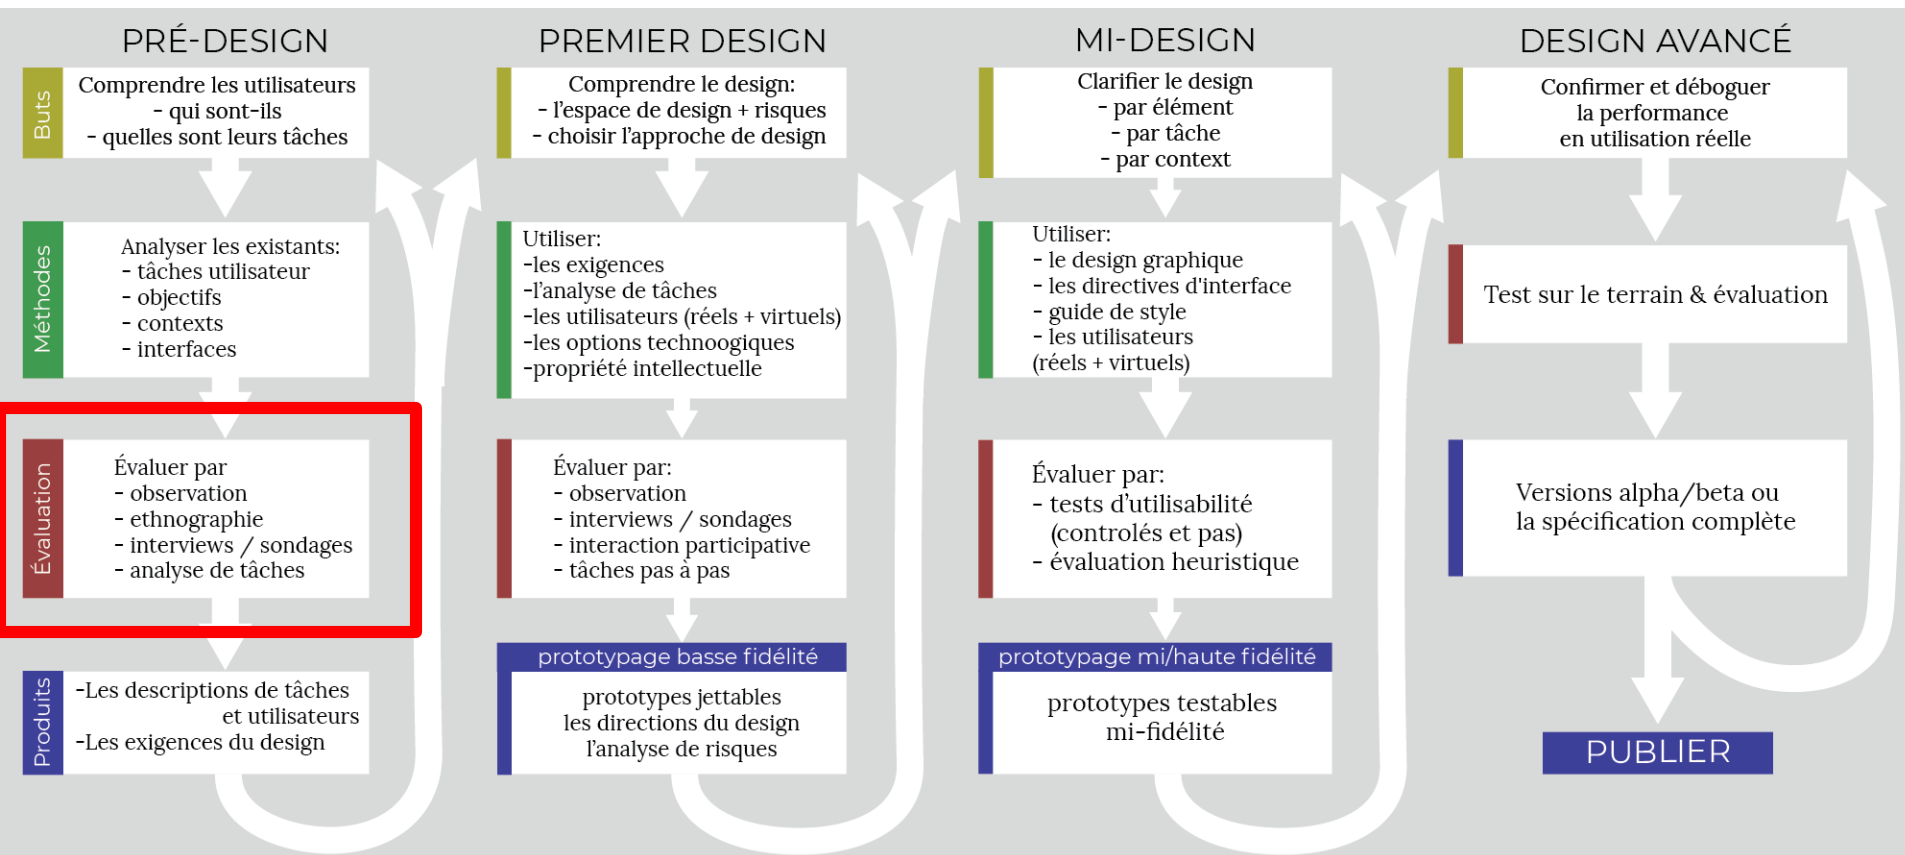 PRÉ-DESIGN
Buts
Comprendre les utilisateurs
- qui sont-ils
- quelles sont leurs tâches
Méthodes
Analyser les existants:
- tâches utilisateur
- objectifs
- contexts
- interfaces
Évaluation
Évaluer par
- observation
- ethnographie
- interviews / sondages
- analyse de tâches
Produits
-Les descriptions de tâches
et utilisateurs
-Les exigences du design
PREMIER DESIGN
Comprendre le design:
- l'espace de design + risques
- choisir l'approche de design
Utiliser:
-les exigences
-l'analyse de tâches
-les utilisateurs (réels + virtuels)
-les options technoogiques
-propriété intellectuelle
Évaluer par:
- observation
- interviews / sondages
- interaction participative
- tâches pas à pas
prototypage basse fidélité
prototypes jettables
les directions du design
l'analyse de risques
MI-DESIGN
Clarifier le design
- par élément
- par tâche
- par context
Utiliser:
- le design graphique
- les directives d'interface
- guide de style
- les utilisateurs
(réels + virtuels)
Évaluer par:
- tests d'utilisabilité
(controlés et pas)
- évaluation heuristique
prototypage mi/haute fidélité
prototypes testables
mi-fidélité
DESIGN AVANCÉ
Confirmer et déboguer
la performance
en utilisation réelle
Test sur le terrain & évaluation
Versions alpha/beta ou
la spécification complète
PUBLIER